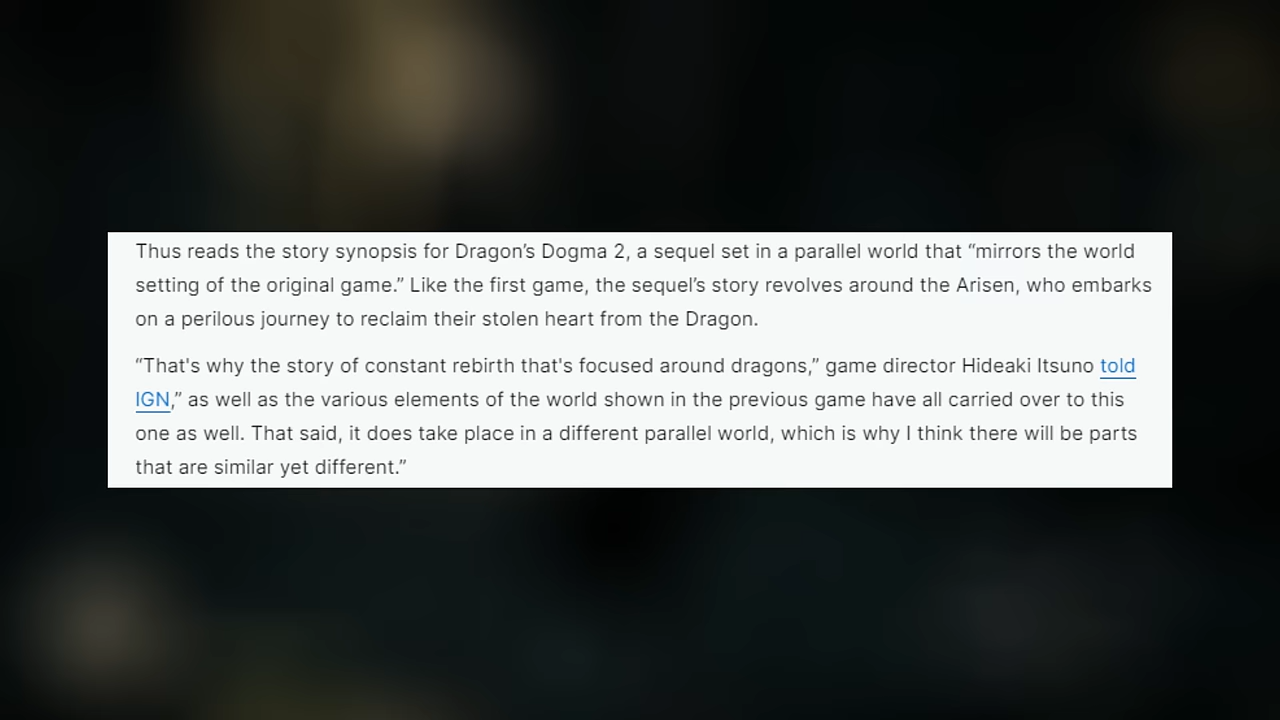 Thus reads the story synopsis for Dragon’s Dogma 2, a sequel set in a parallel world that “mirrors the world
setting of the original game.” Like the first game, the sequel’s story revolves around the Arisen, who embarks
on a perilous journey to reclaim their stolen heart from the Dragon.
“That's why the story of constant rebirth that's focused around dragons,” game director Hideaki Itsuno told
IGN,” as well as the various elements of the world shown in the previous game have all carried over to this
one as well. That said, it does take place in a different parallel world, which is why I think there will be parts
that are similar yet different.”